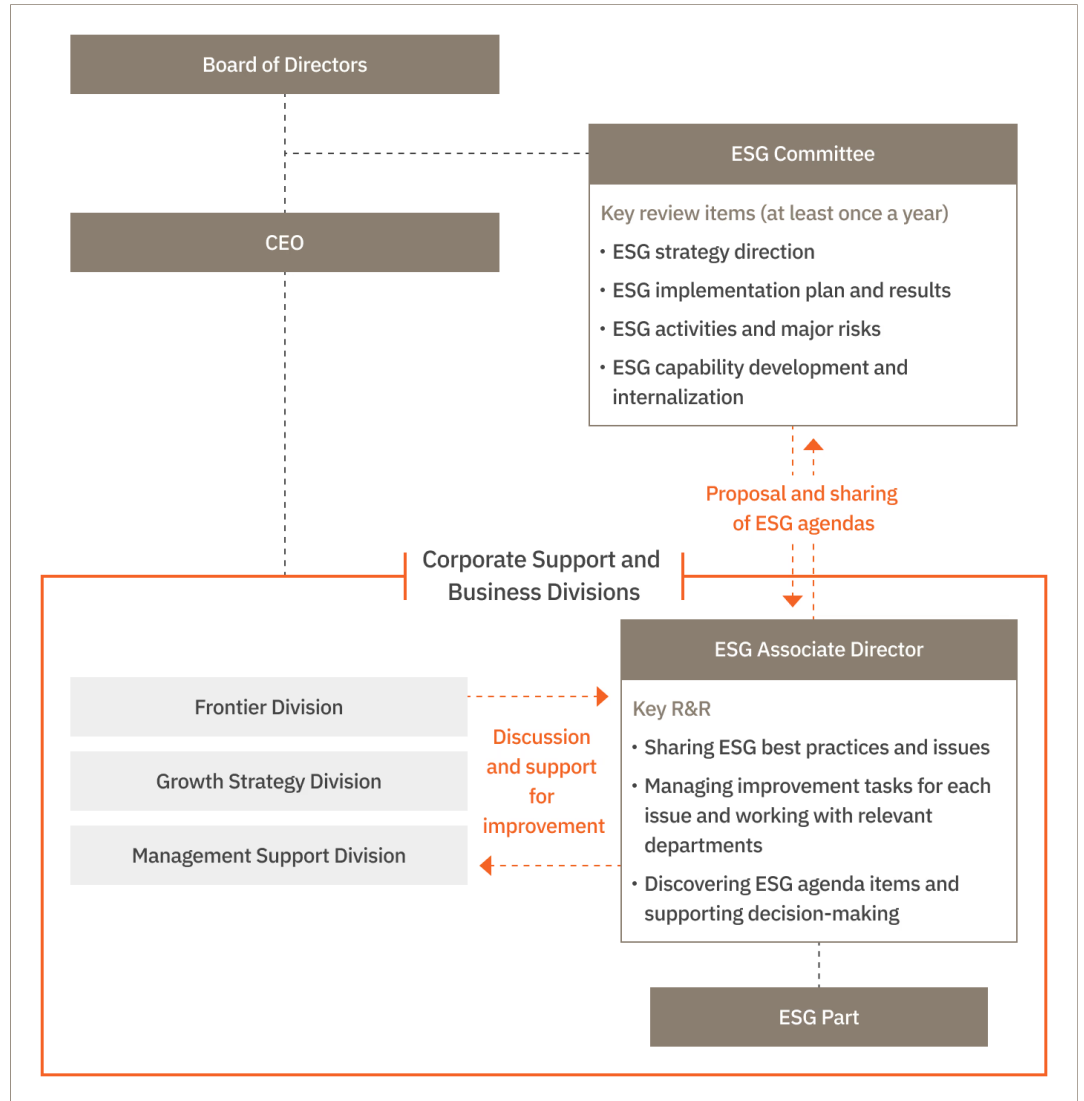 Board of Directors
ESG Committee
Key review items (at least once a year)
• ESG strategy direction
• ESG implementation plan and results
• ESG activities and major risks
• ESG capability development and
internalization
CEO
Proposal and sharing
of ESG agendas
Corporate Support and
Business Divisions
Frontier Division
Growth Strategy Division
Management Support Division
Discussion
and support
for
improvement
ESG Associate Director
Key R&R
• Sharing ESG best practices and issues
• Managing improvement tasks for each
issue and working with relevant
departments
• Discovering ESG agenda items and
supporting decision-making
ESG Part